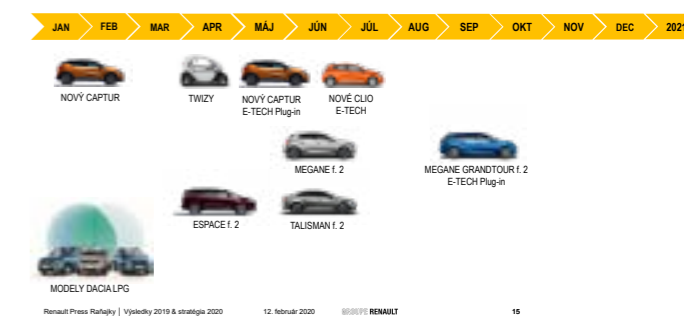 JAN FEB MAR APR MÁJ JÚN JÚL AUG SEP OKT NOV DEC 2021
NOVÝ CAPTUR
TWIZY
NOVÝ CAPTUR
E-TECH Plug-in
NOVÉ CLIO
E-TECH
MEGANE f. 2
MEGANE GRANDTOUR f. 2
E-TECH Plug-in
ESPACE f. 2
TALISMAN f. 2
MODELY DACIA LPG
Renault Press Raňajky | Výsledky 2019 & stratégia 2020 12. február 2020 GROUPE RENAULT 15